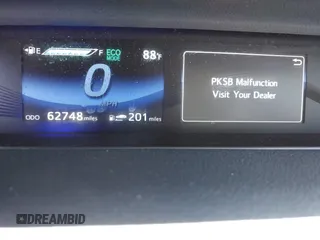 E F ECO MODE 88°F
0
MPH
ODO 62748 miles 201 miles
PKSB Malfunction
Visit Your Dealer
DREAMBID